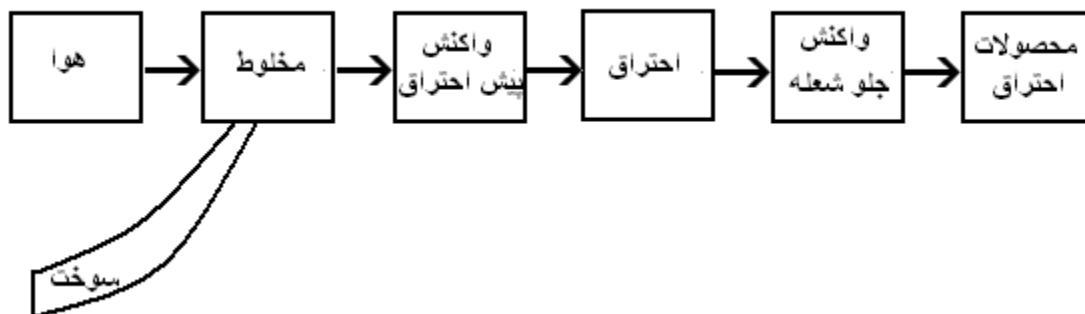 هوا
مخلوط
واکنش
پیش احتراق
احتراق
واکنش
جلو شعله
محصولات
احتراق
سوخت